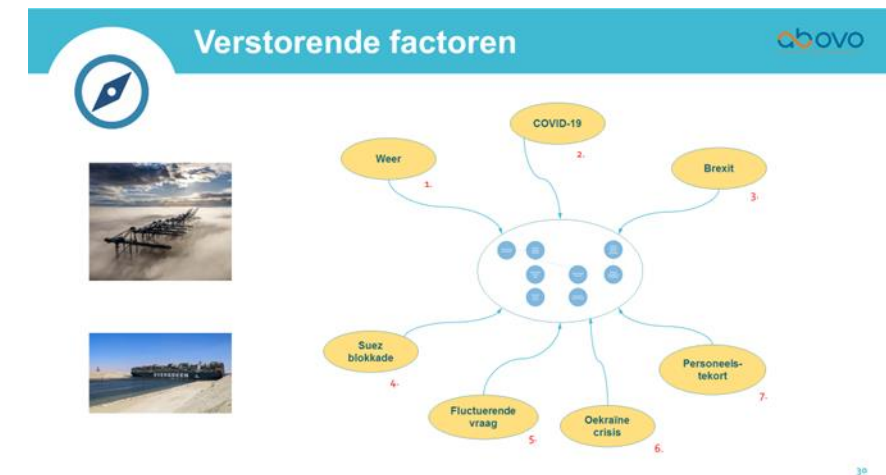 Verstorende factoren
abovo
COVID-19
2.
Weer
1.
Brexit
3.
Suez
blokkade
4.
EVERGREEN
Fluctuerende
vraag
5.
Oekraïne
crisis
6.
Personeels-
tekort
7.
30